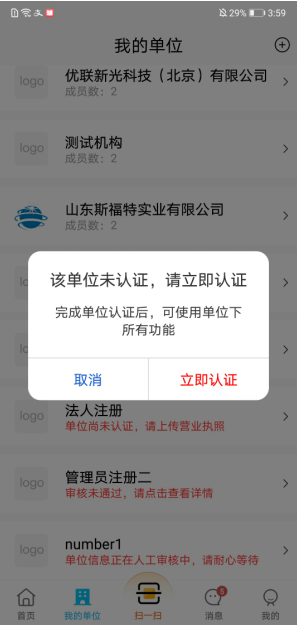 29% 3:59
我的单位
logo
优联新光科技（北京）有限公司
成员数：2
logo
测试机构
成员数：2
山东斯福特实业有限公司
成员数：2
该单位未认证，请立即认证
完成单位认证后，可使用单位下
所有功能
取消
立即认证
logo
法人注册
单位尚未认证，请上传营业执照
logo
管理员注册二
审核未通过，请点击查看详情
logo
number1
单位信息正在人工审核中，请耐心等待
首页
我的单位
扫一扫
消息
我的